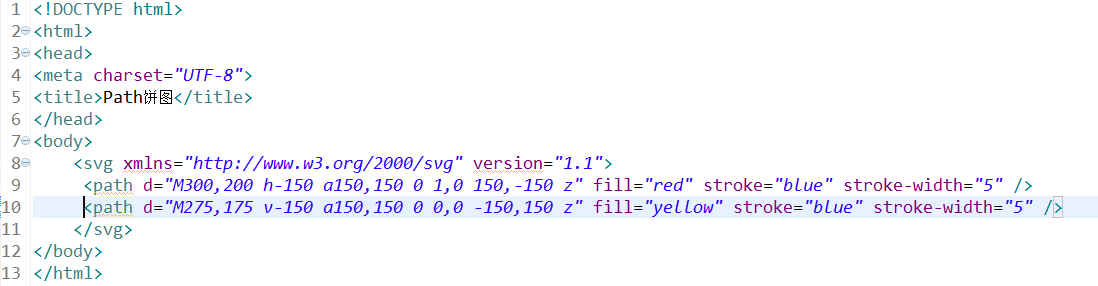 1 <!DOCTYPE html>
2 <html>
3 <head>
4 <meta charset="UTF-8">
5 <title>Path饼图</title>
6 </head>
7 <body>
8 <svg xmlns="http://www.w3.org/2000/svg" version="1.1">
9 <path d="M300,200 h-150 a150,150 0 1,0 150,-150 z" fill="red" stroke="blue" stroke-width="5" />
10 <path d="M275,175 v-150 a150,150 0 0,0 -150,150 z" fill="yellow" stroke="blue" stroke-width="5" />
11 </svg>
12 </body>
13 </html>